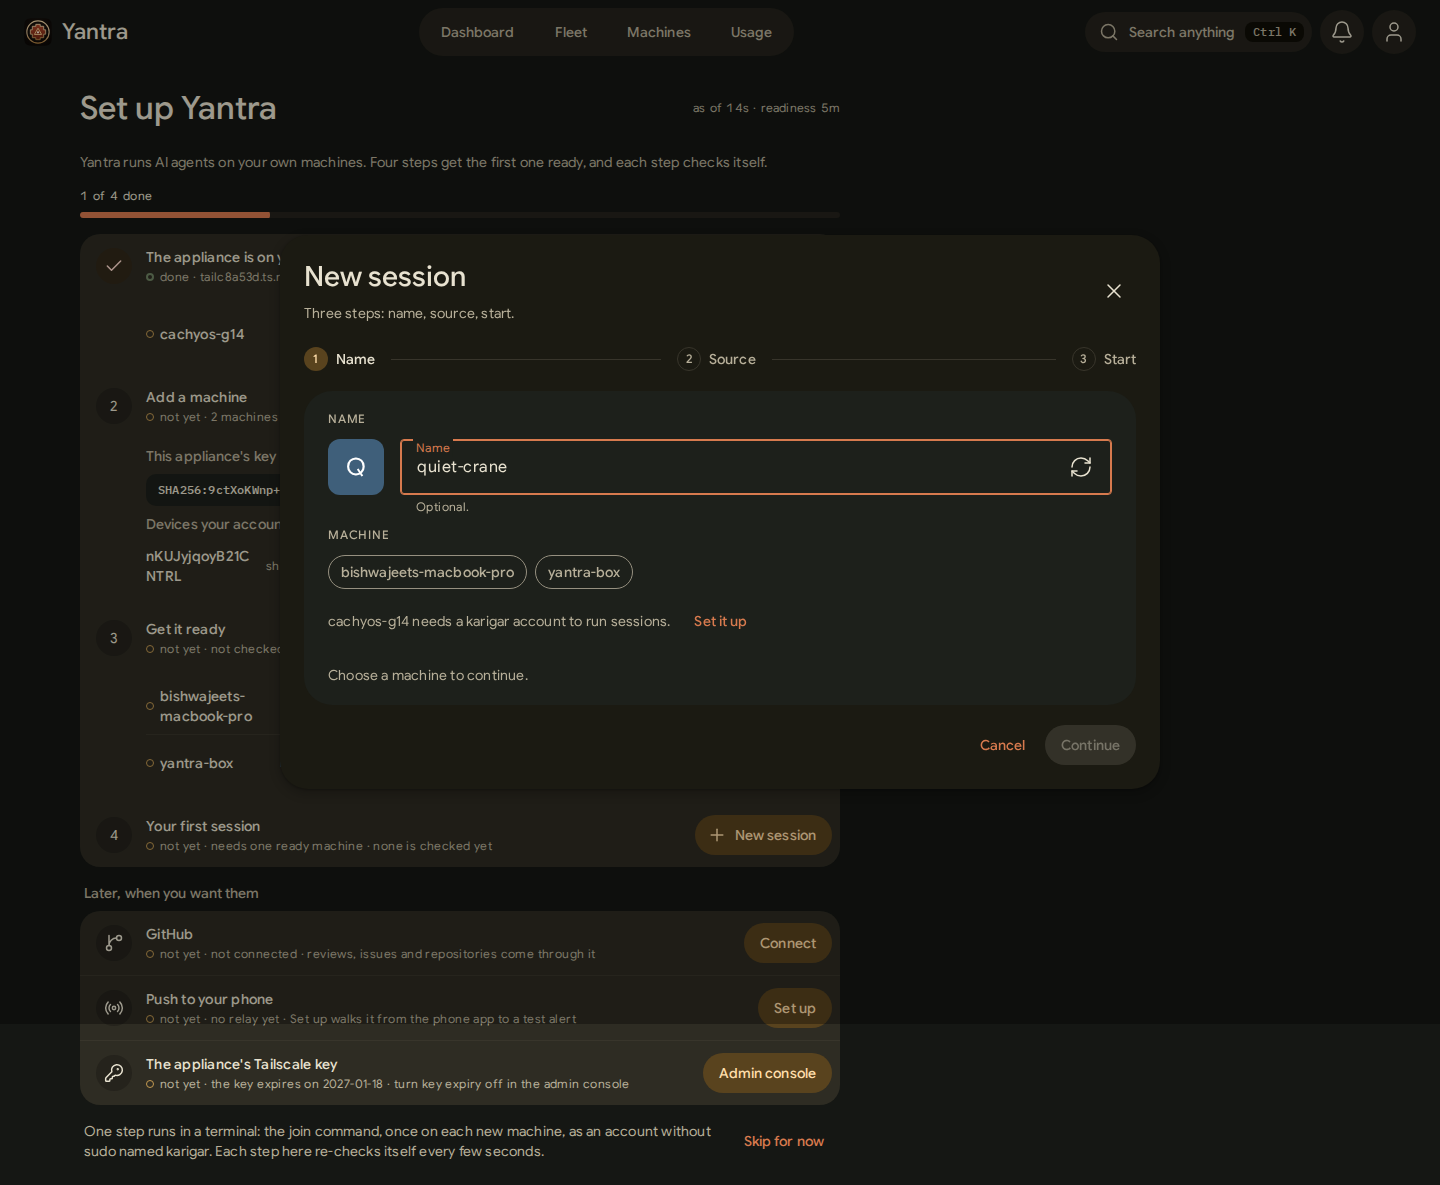 Yantra
Dashboard
Fleet
Machines
Usage
Search anything
Ctrl K
Set up Yantra
as of 14s · readiness 5m
Yantra runs AI agents on your own machines. Four steps get the first one ready, and each step checks itself.
1 of 4 done
The appliance is on
done · tailc8a53d.ts.
cachyos-g14
2
Add a machine
not yet · 2 machines
This appliance's key
SHA256:9ctXoKWnp+
Devices your
nKUJyjqoyB21C
NTRL
sh
3
Get it ready
not yet · not
bishwajeets-
macbook-pro
yantra-box
New session
Three steps: name, source, start.
1
Name
2
Source
3
Start
NAME
Q
Name
quiet-crane
Optional.
MACHINE
bishwajeets-macbook-pro
yantra-box
cachyos-g14 needs a karigar account to run sessions.
Set it up
Choose a machine to continue.
Cancel
Continue
4
Your first session
not yet · needs one ready machine · none is checked yet
New session
Later, when you want them
GitHub
not yet · not connected · reviews, issues and repositories come through it
Connect
Push to your phone
not yet · no relay yet · Set up walks it from the phone app to a test alert
Set up
The appliance's Tailscale key
not yet · the key expires on 2027-01-18 · turn key expiry off in the admin console
Admin console
One step runs in a terminal: the join command, once on each new machine, as an account without
sudo named karigar. Each step here re-checks itself every few seconds.
Skip for now